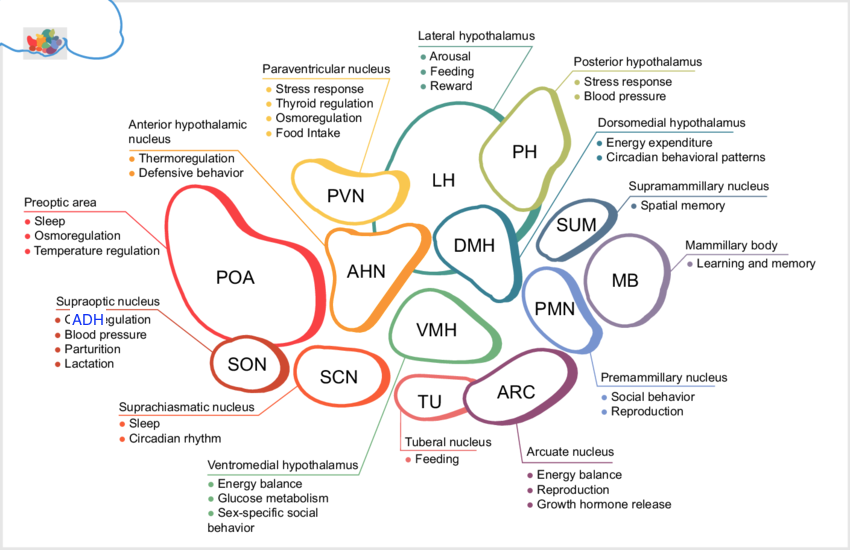 Lateral hypothalamus
Arousal
Feeding
Reward
Posterior hypothalamus
Stress response
Blood pressure
Paraventricular nucleus
Stress response
Thyroid regulation
Osmoregulation
Food Intake
Dorsomedial hypothalamus
Energy expenditure
Circadian behavioral patterns
Anterior hypothalamic
nucleus
Thermoregulation
Defensive behavior
Supramammillary nucleus
Spatial memory
Preoptic area
Sleep
Osmoregulation
Temperature regulation
Mammillary body
Learning and memory
PH
LH
PVN
SUM
DMH
AHN
POA
MB
PMN
VMH
SON
SCN
TU
ARC
Supraoptic nucleus
ADH
Blood pressure
Parturition
Lactation
Premammillary nucleus
Social behavior
Reproduction
Suprachiasmatic nucleus
Sleep
Circadian rhythm
Tuberal nucleus
Feeding
Arcuate nucleus
Energy balance
Reproduction
Growth hormone release
Ventromedial hypothalamus
Energy balance
Glucose metabolism
Sex-specific social
behavior